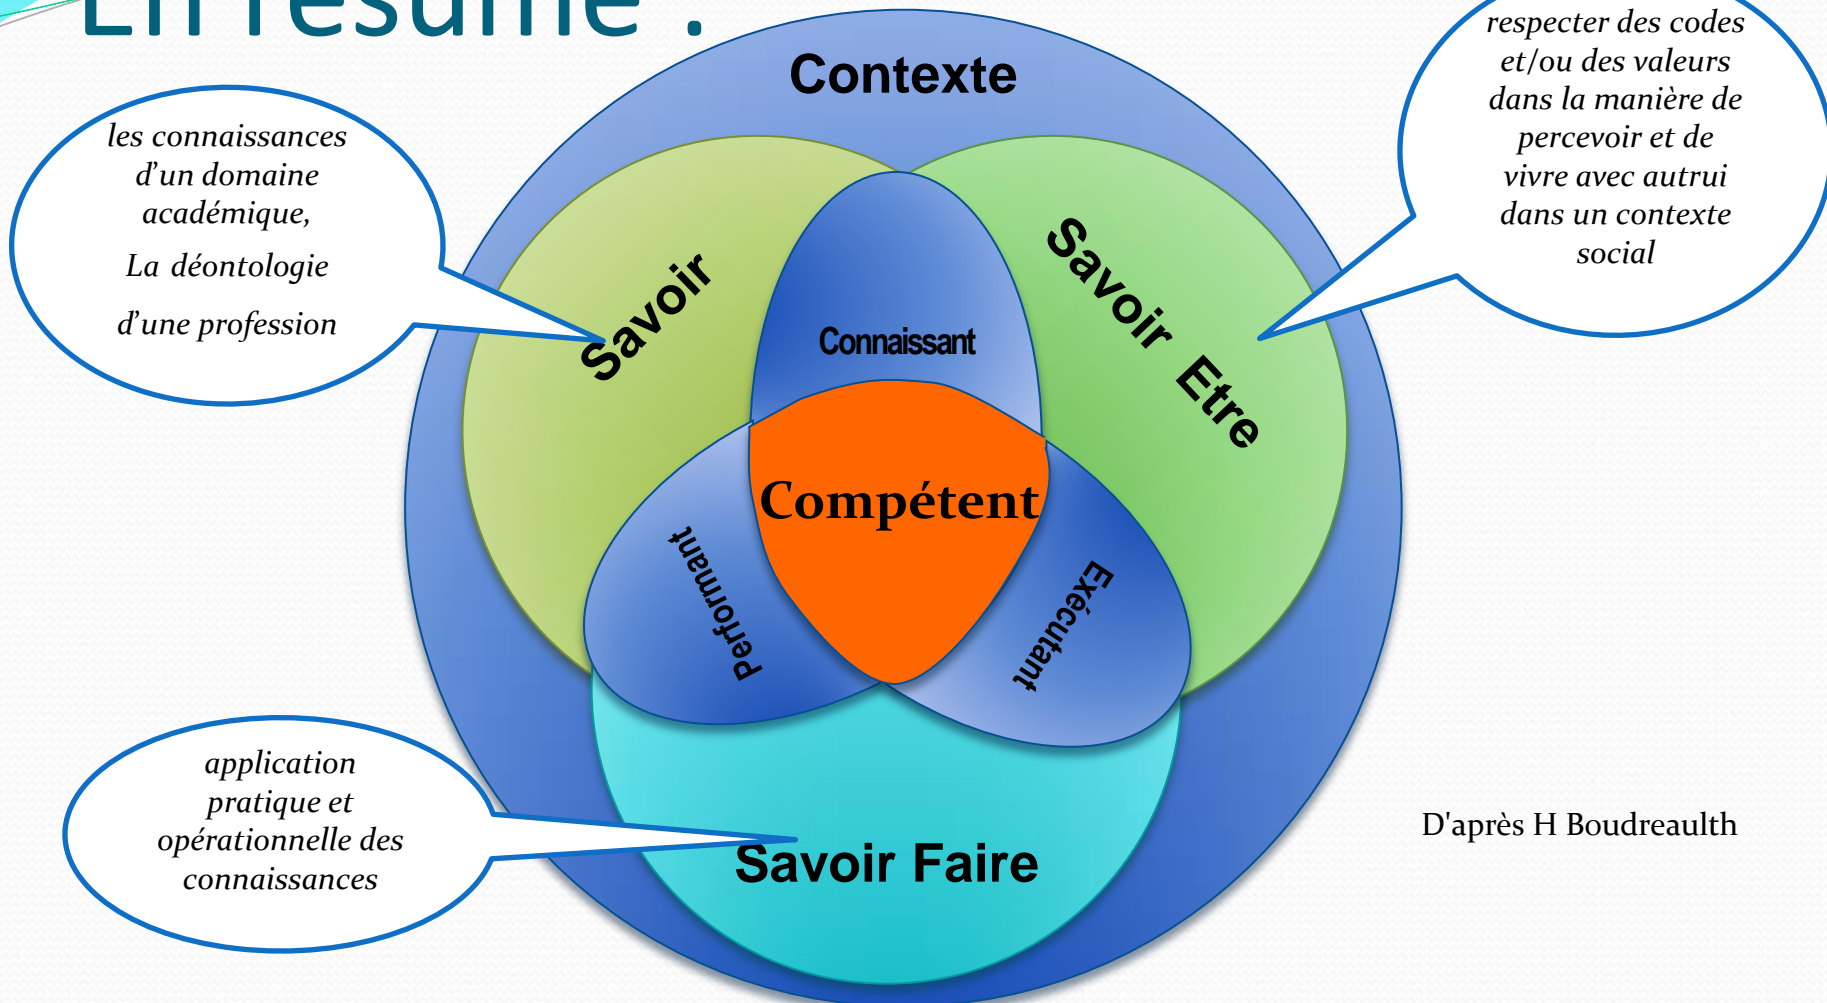 En résumé :
Contexte
respecter des codes
et/ou des valeurs
dans la manière de
percevoir et de
vivre avec autrui
dans un contexte
social
les connaissances
d'un domaine
académique,
La déontologie
d'une profession
Savoir
Savoir Etre
Connaissant
Compétent
Performant
Exécutant
application
pratique et
opérationnelle des
connaissances
Savoir Faire
D'après H Boudreaulth